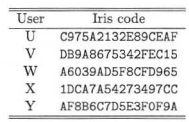 User Iris code
U C975A2132E89CEAF
V DB9A8675342FEC15
W A6039AD5F8CFD965
X 1DCA7A54273497CC
Y AF8B6C7D5E3F0F9A